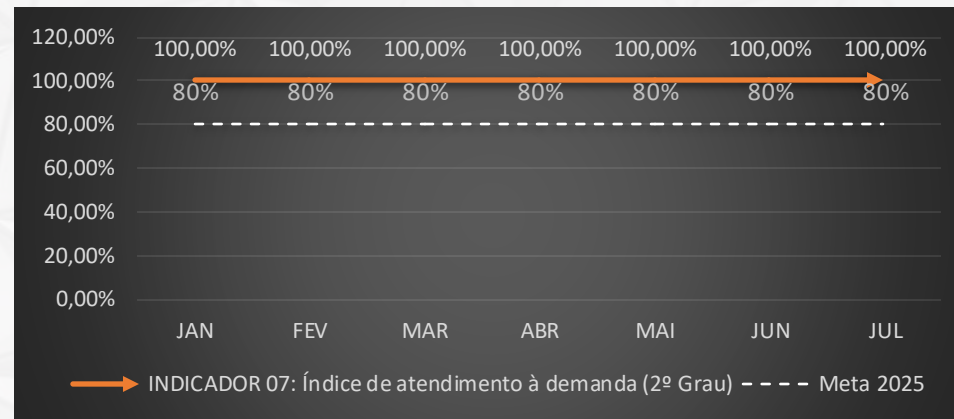 120,00%
100,00% 100,00% 100,00% 100,00% 100,00% 100,00% 100,00%
100,00%
80% 80% 80% 80% 80% 80% 80%
80,00%
60,00%
40,00%
20,00%
0,00%
JAN FEV MAR ABR MAI JUN JUL
INDICADOR 07: Índice de atendimento à demanda (2º Grau) Meta 2025